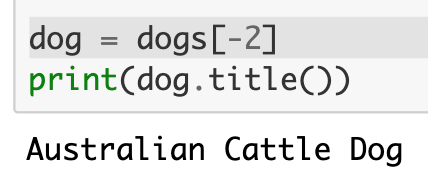 dog = dogs[-2]
print(dog.title())
Australian Cattle Dog